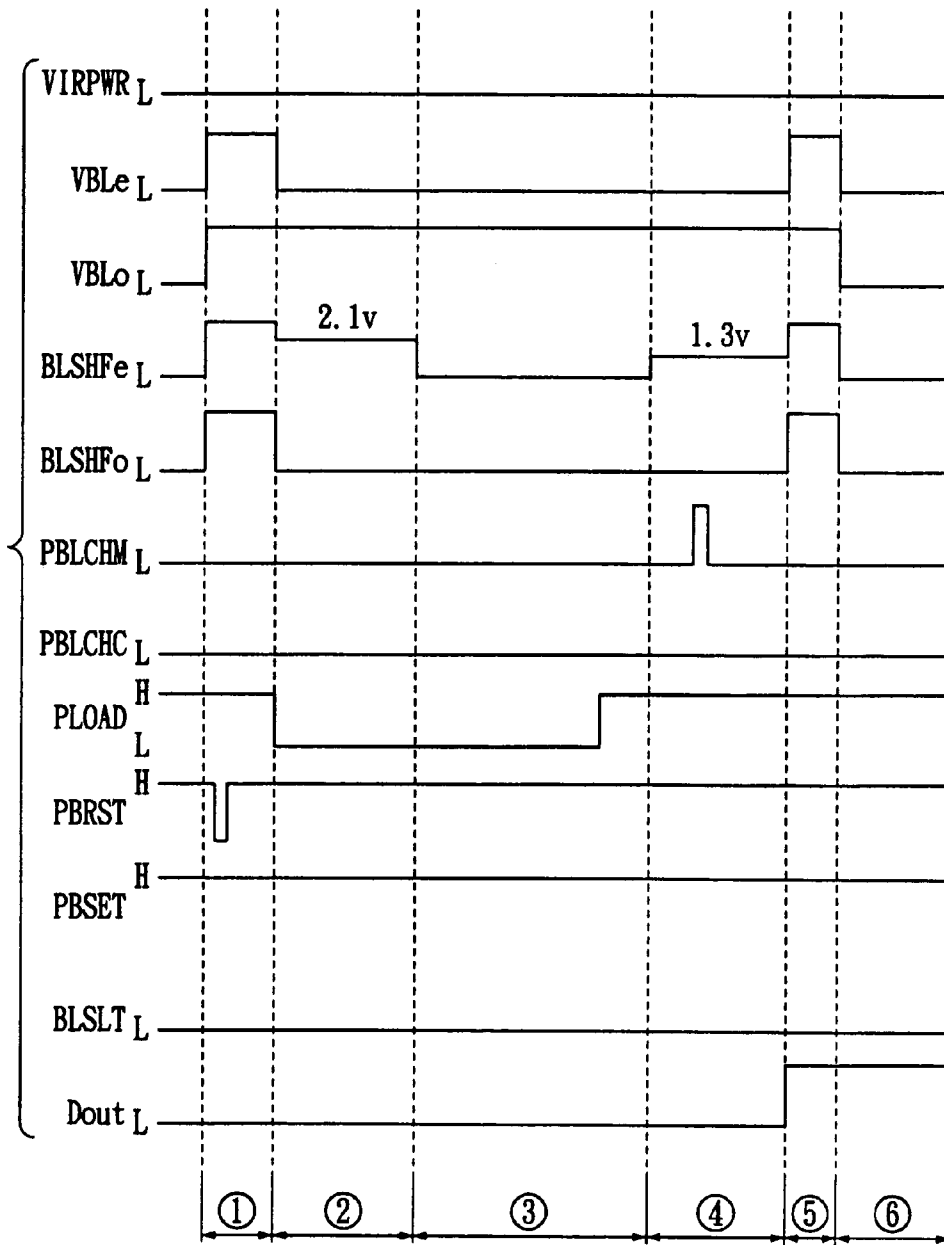 VIRPWR L
VBLe L
VBLo L
2.1v
1.3v
BLSHFe L
BLSHFo L
PBLCHM L
PBLCHC L
H
PLOAD
L
H
PBRST
H
PBSET
BLSLT L
Dout L
① ② ③ ④ ⑤ ⑥